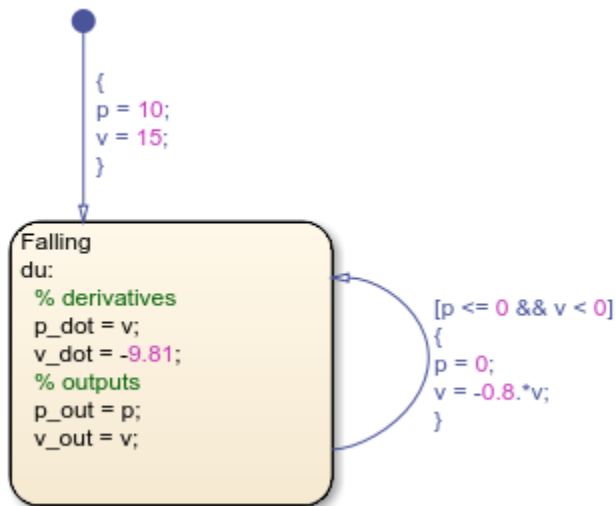 {
p = 10;
v = 15;
}
Falling
du:
% derivatives
p_dot = v;
v_dot = -9.81;
% outputs
p_out = p;
v_out = v;
[p <= 0 && v < 0]
{
p = 0;
v = -0.8.*v;
}